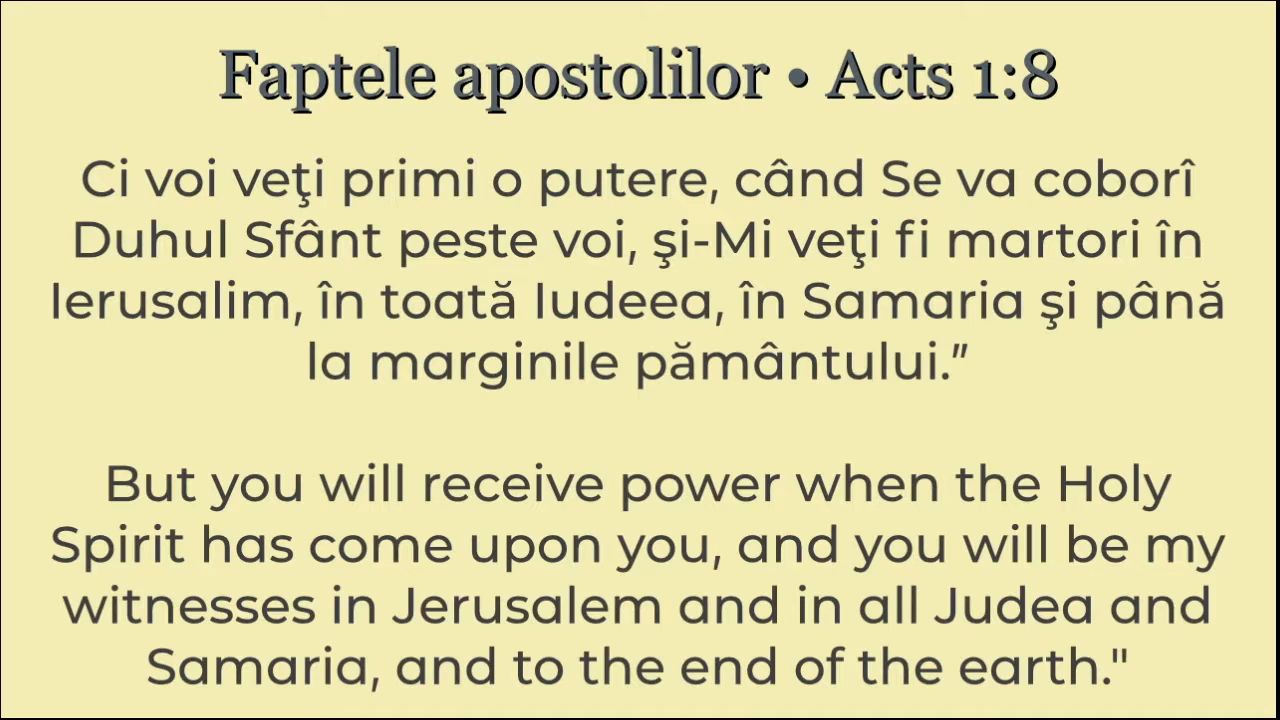 Faptele apostolilor • Acts 1:8
Ci voi veţi primi o putere, când Se va coborî
Duhul Sfânt peste voi, şi-Mi veţi fi martori în
Ierusalim, în toată Iudeea, în Samaria şi până
la marginile pământului.”
But you will receive power when the Holy
Spirit has come upon you, and you will be my
witnesses in Jerusalem and in all Judea and
Samaria, and to the end of the earth."